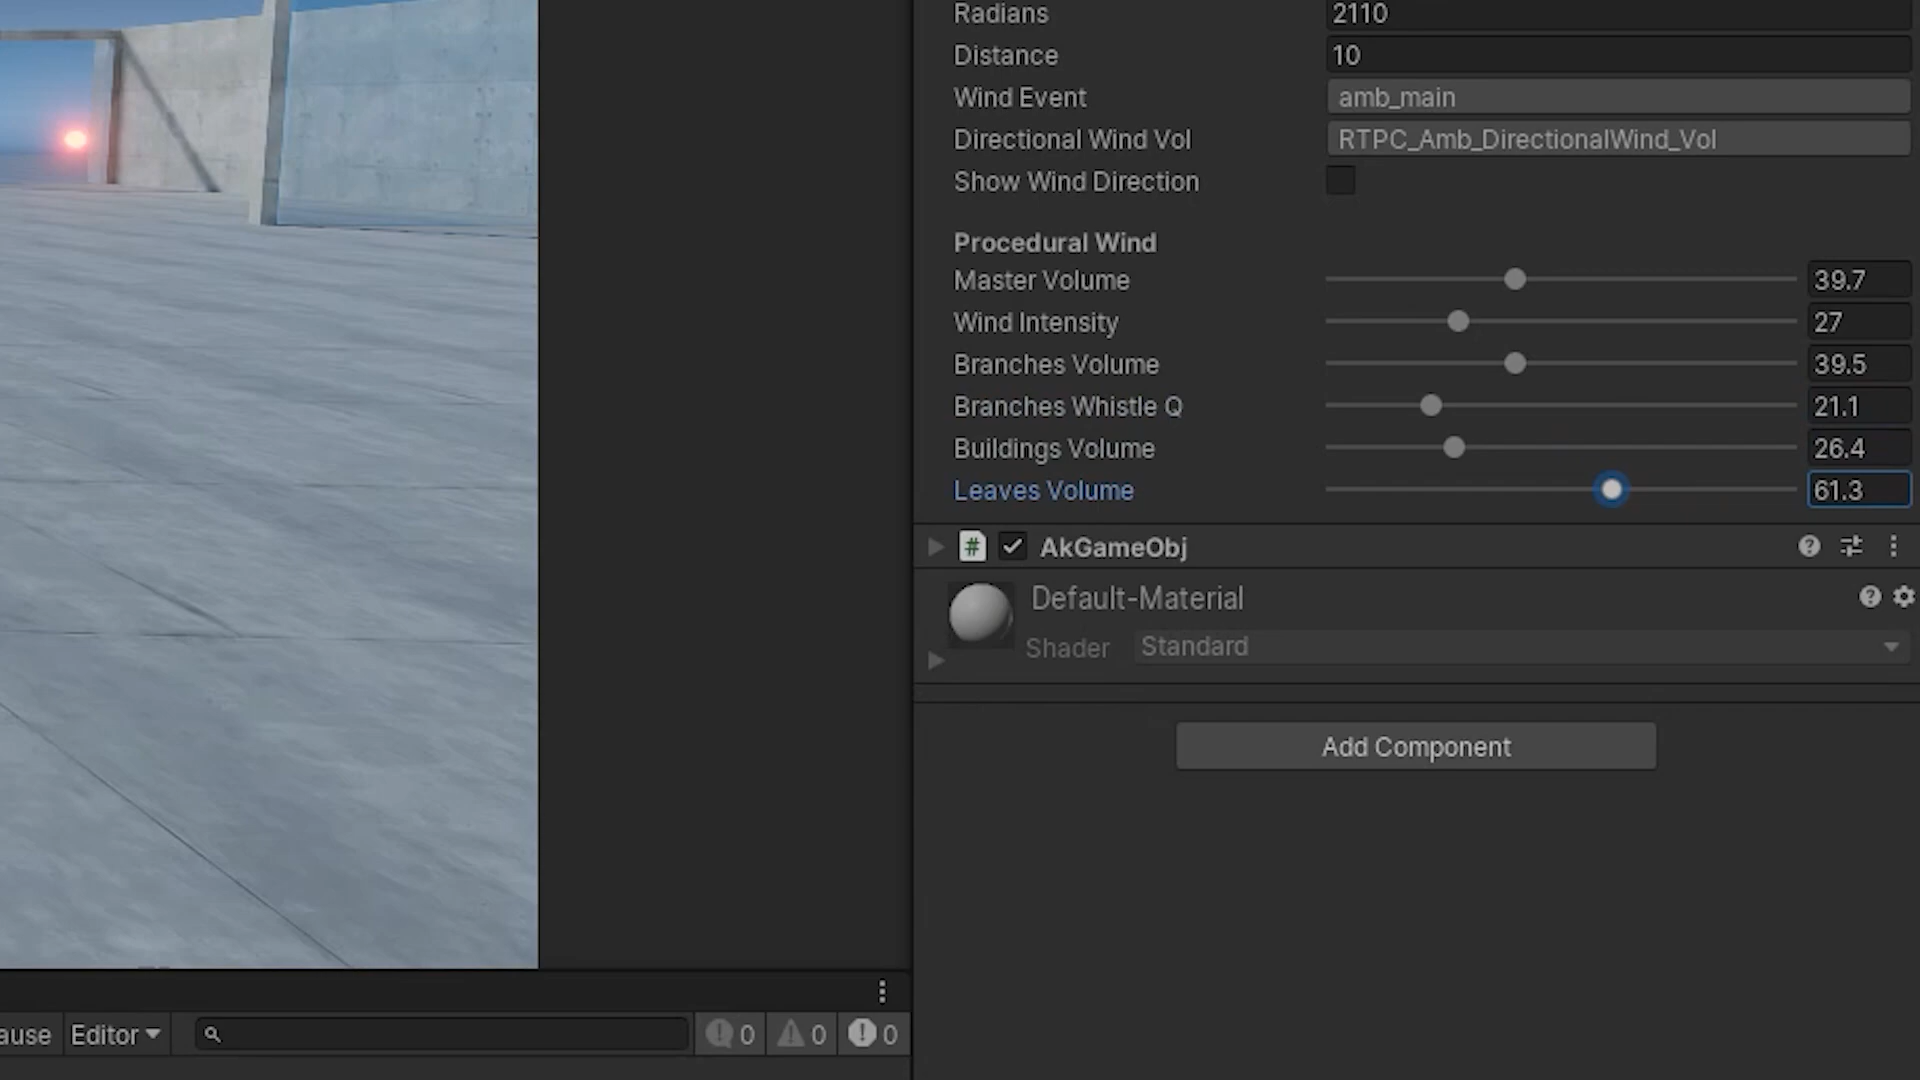 Radians 2110
Distance 10
Wind Event amb_main
Directional Wind Vol RTPC_Amb_DirectionalWind_Vol
Show Wind Direction
Procedural Wind
Master Volume 39.7
Wind Intensity 27
Branches Volume 39.5
Branches Whistle Q 21.1
Buildings Volume 26.4
Leaves Volume 61.3
# AkGameObj
Default-Material
Shader Standard
Add Component
ause Editor 0 0 0